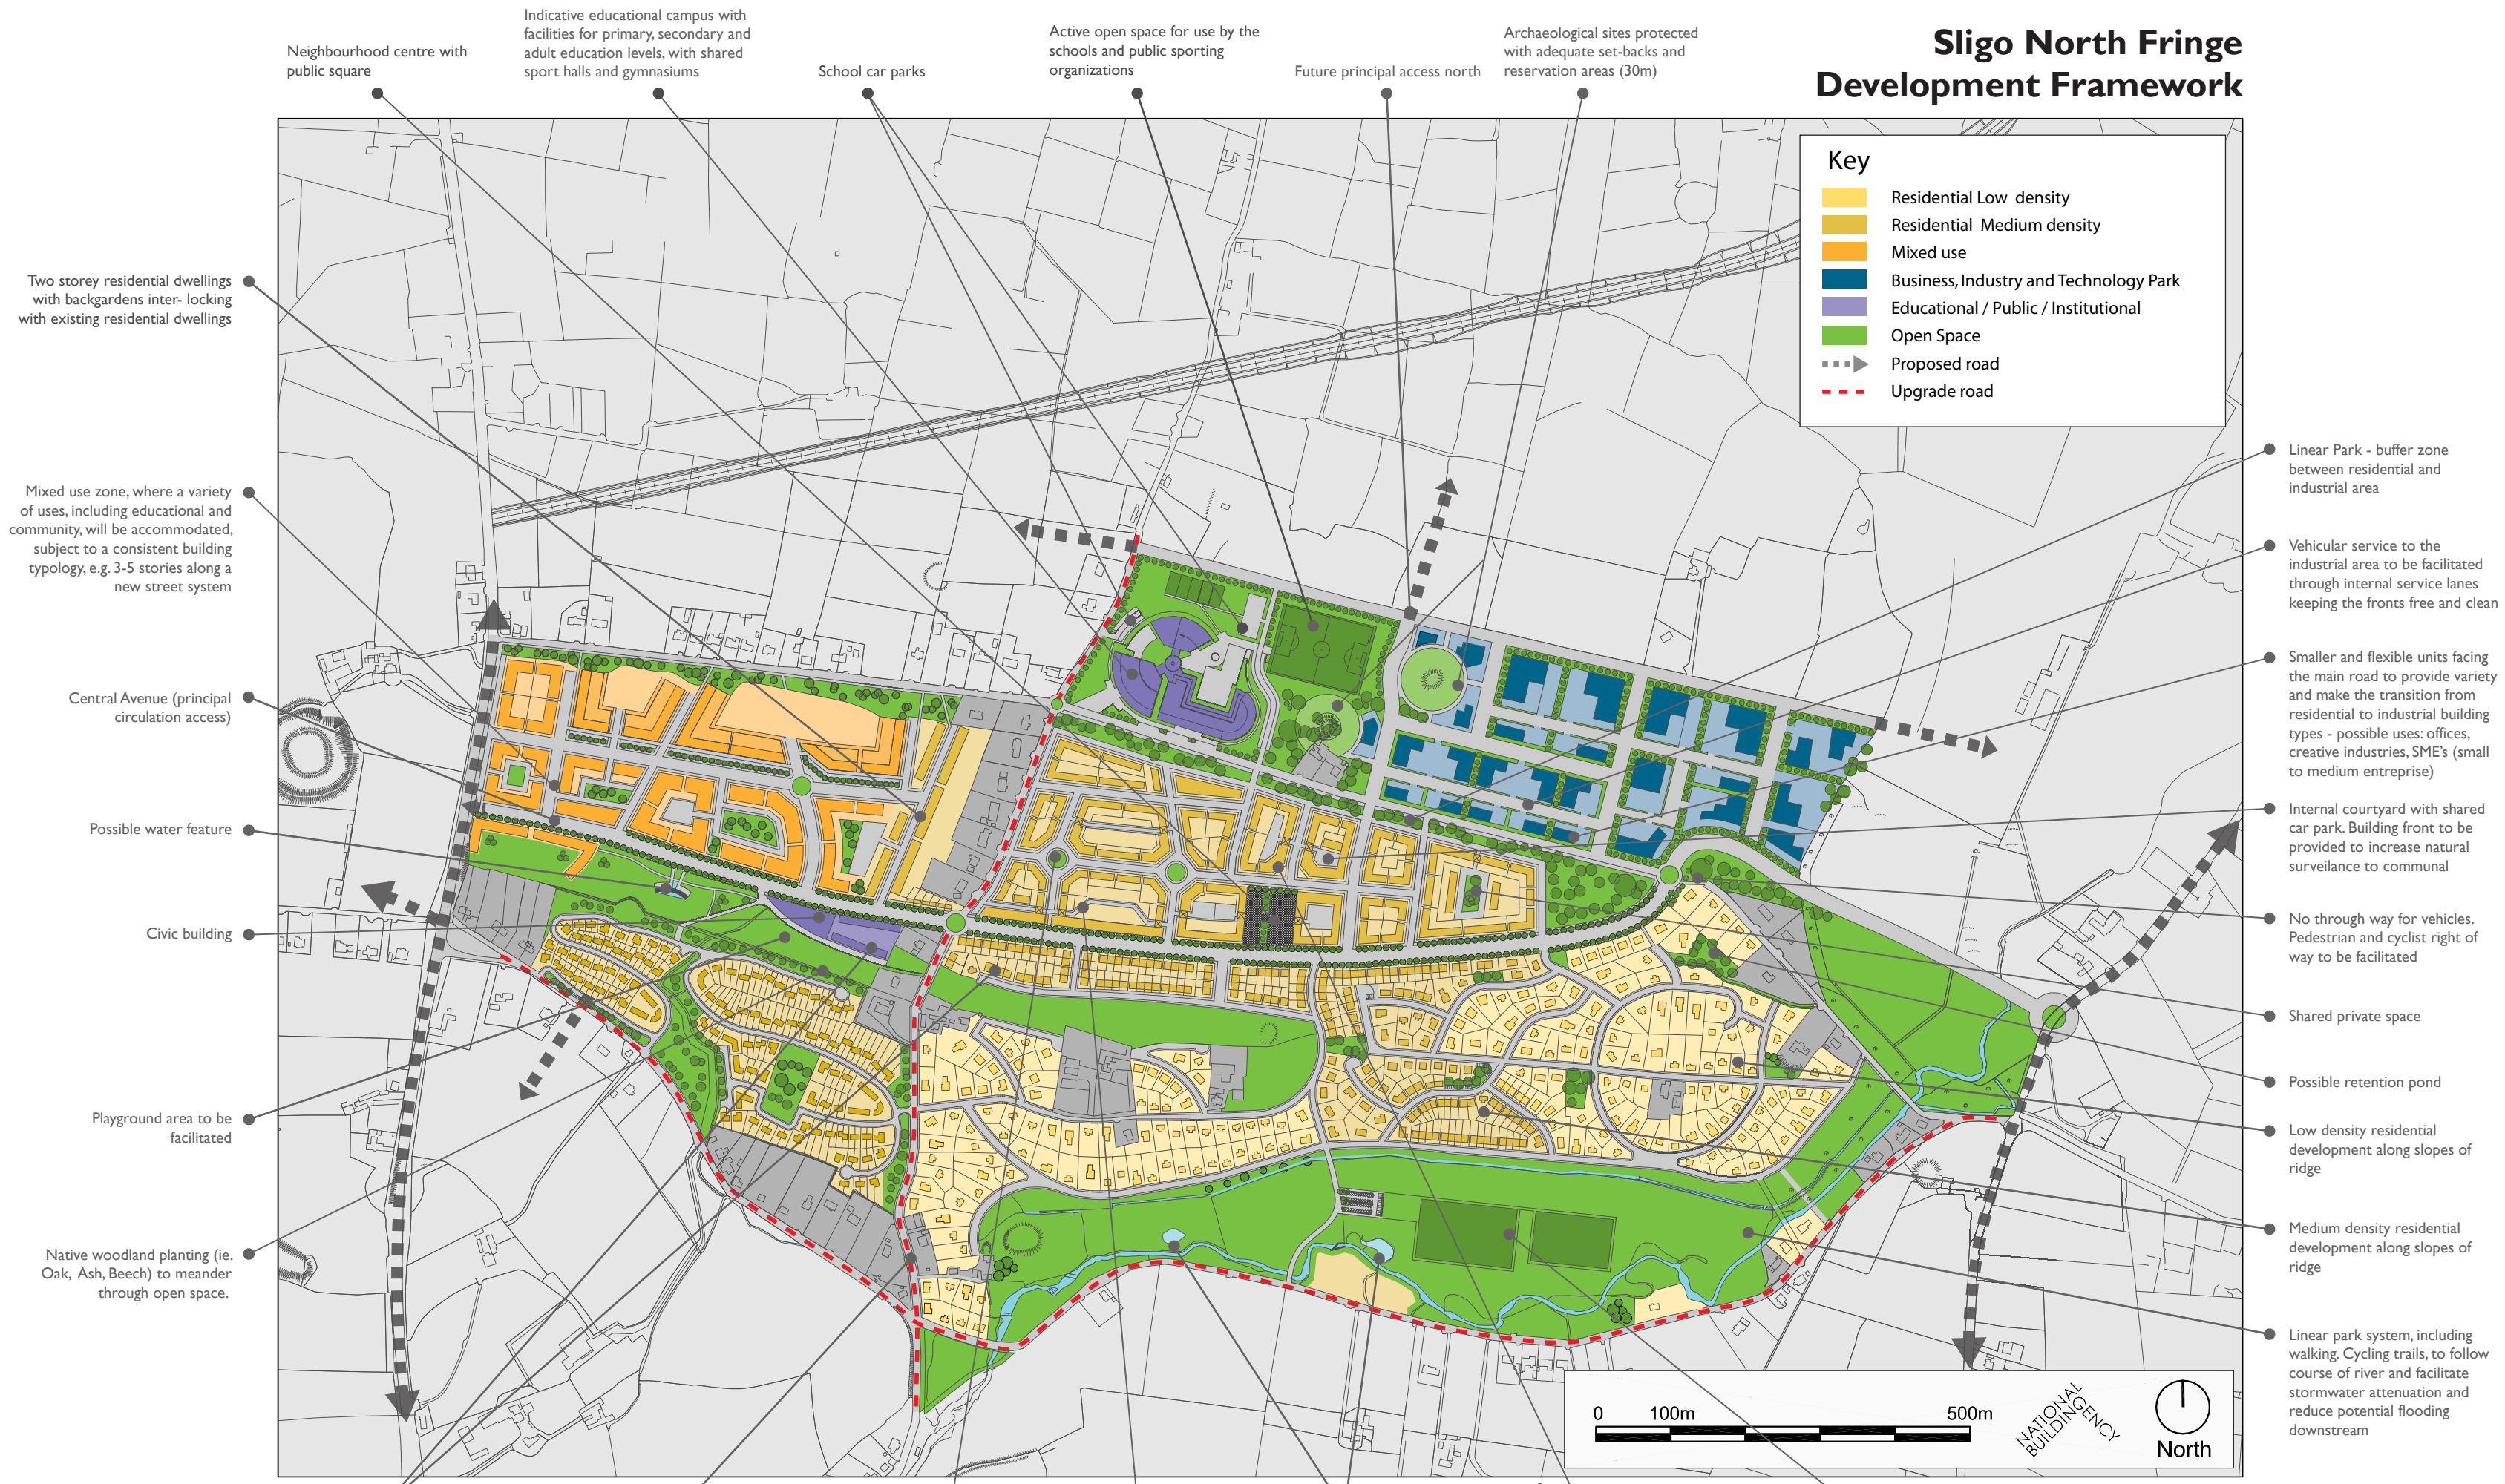 Sligo North Fringe
Development Framework
Neighbourhood centre with
public square
Indicative educational campus with
facilities for primary, secondary and
adult education levels, with shared
sport halls and gymnasiums
School car parks
Active open space for use by the
schools and public sporting
organizations
Future principal access north
Archaeological sites protected
with adequate set-backs and
reservation areas (30m)
Key
Residential Low density
Residential Medium density
Mixed use
Business, Industry and Technology Park
Educational / Public / Institutional
Open Space
Proposed road
Upgrade road
Two storey residential dwellings
with backgardens inter- locking
with existing residential dwellings
Mixed use zone, where a variety
of uses, including educational and
community, will be accommodated,
subject to a consistent building
typology, e.g. 3-5 stories along a
new street system
Central Avenue (principal
circulation access)
Possible water feature
Civic building
Playground area to be
facilitated
Native woodland planting (ie.
Oak, Ash, Beech) to meander
through open space.
Linear Park - buffer zone
between residential and
industrial area
Vehicular service to the
industrial area to be facilitated
through internal service lanes
keeping the fronts free and clean
Smaller and flexible units facing
the main road to provide variety
and make the transition from
residential to industrial building
types - possible uses: offices,
creative industries, SME's (small
to medium entreprise)
Internal courtyard with shared
car park. Building front to be
provided to increase natural
surveilance to communal
No through way for vehicles.
Pedestrian and cyclist right of
way to be facilitated
Shared private space
Possible retention pond
Low density residential
development along slopes of
ridge
Medium density residential
development along slopes of
ridge
Linear park system, including
walking. Cycling trails, to follow
course of river and facilitate
stormwater attenuation and
reduce potential flooding
downstream
0 100m 500m
NATIONAL
BUILDING
AGENCY
North